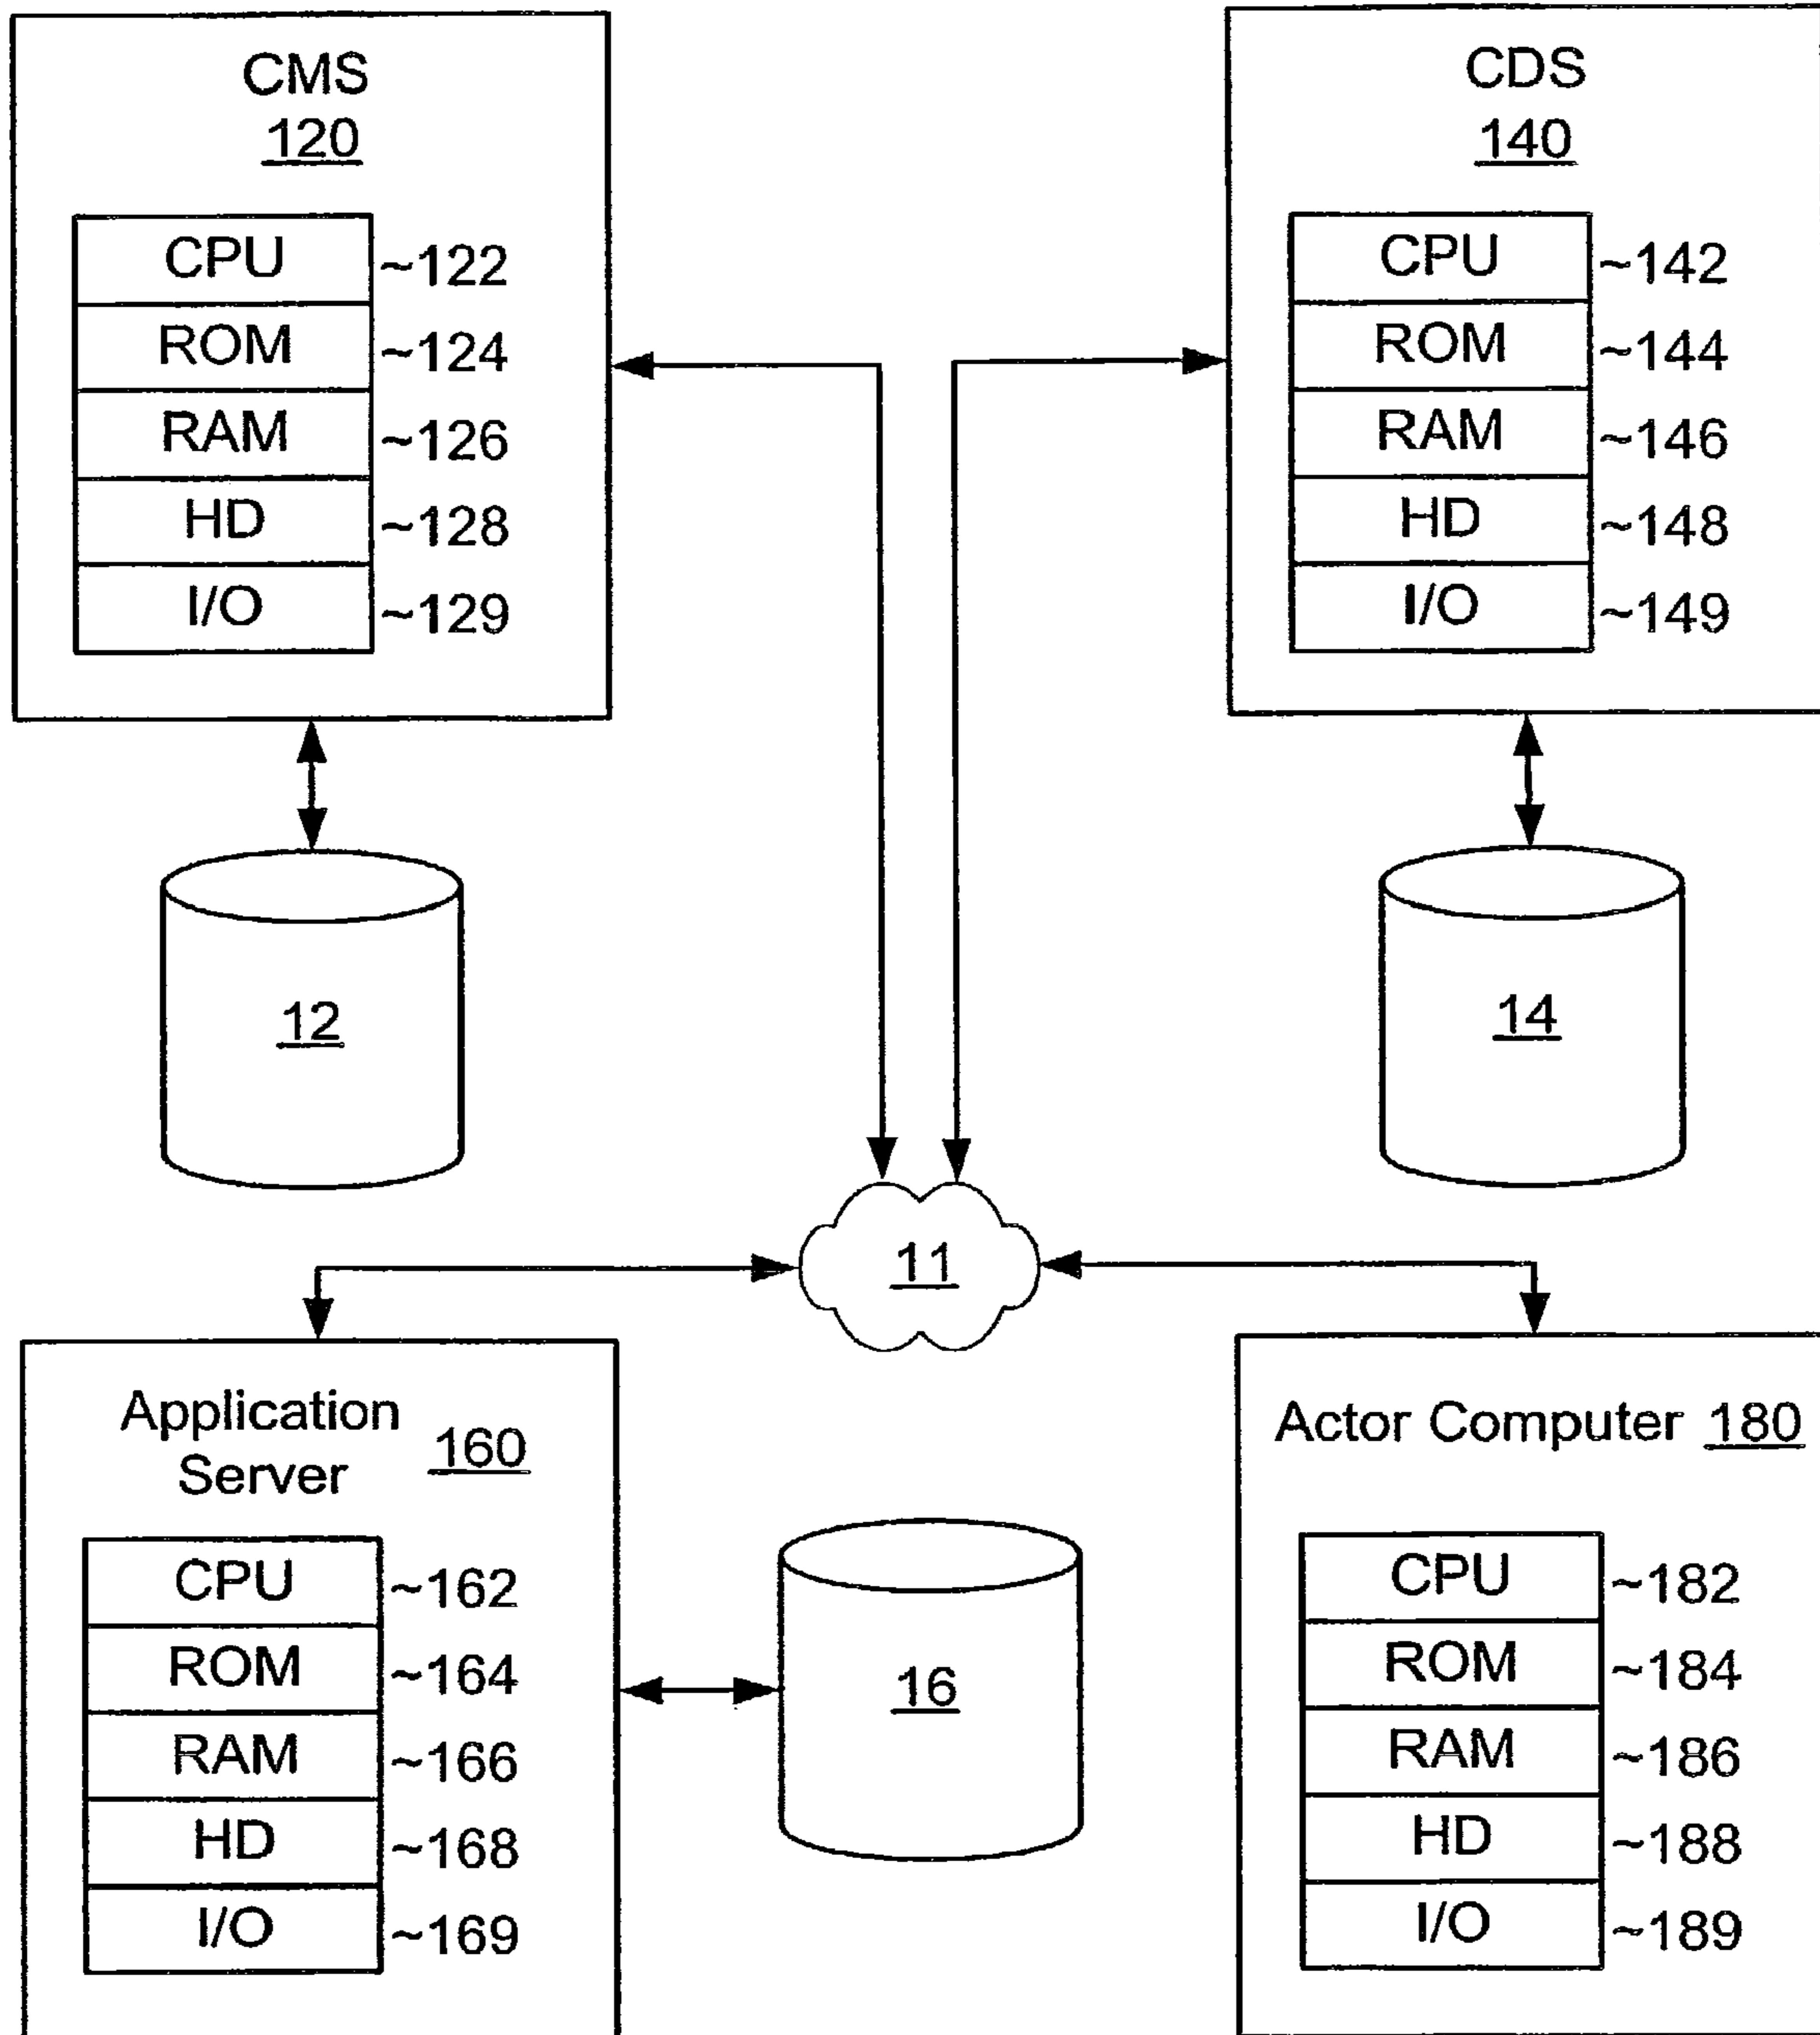 CMS
120
CPU ~122
ROM ~124
RAM ~126
HD ~128
I/O ~129
CDS
140
CPU ~142
ROM ~144
RAM ~146
HD ~148
I/O ~149
12
14
11
Application
Server 160
CPU ~162
ROM ~164
RAM ~166
HD ~168
I/O ~169
16
Actor Computer 180
CPU ~182
ROM ~184
RAM ~186
HD ~188
I/O ~189